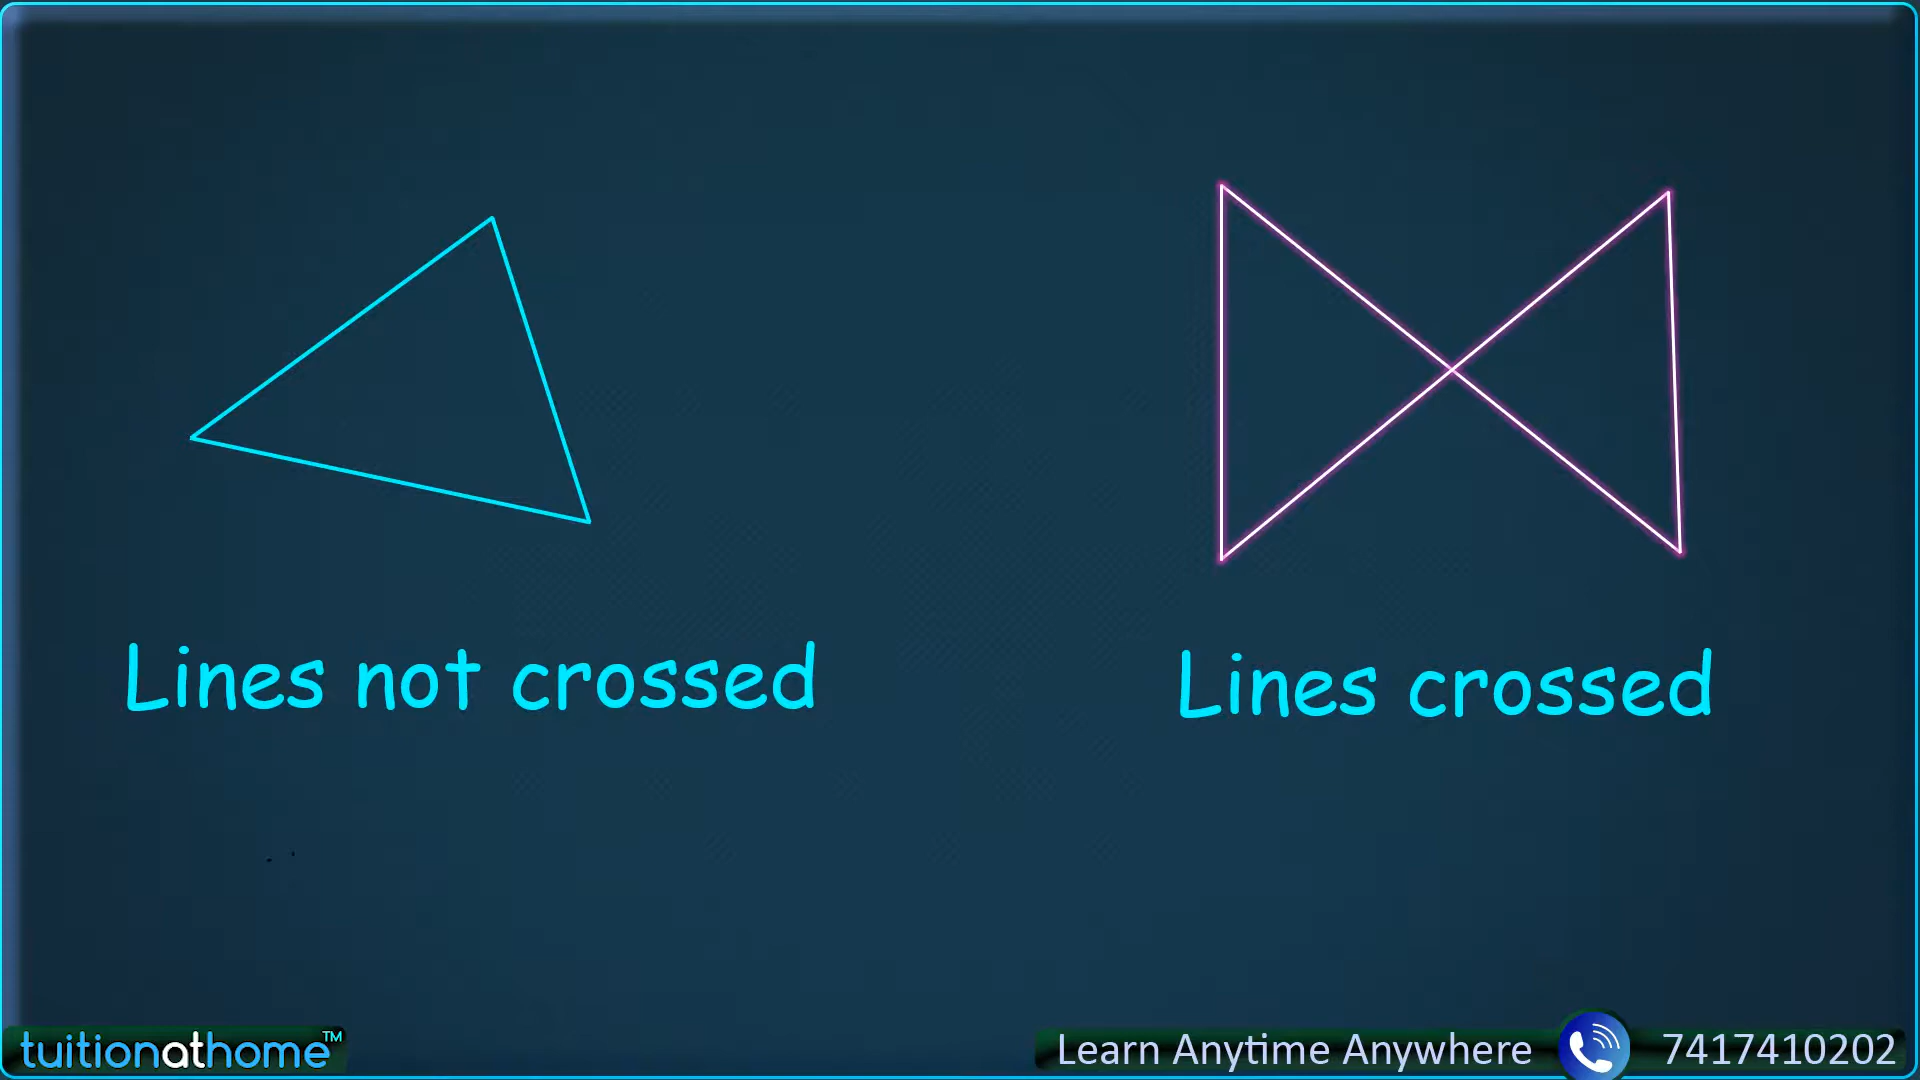 Lines not crossed
Lines crossed
tuitionathome™
Learn Anytime Anywhere
7417410202